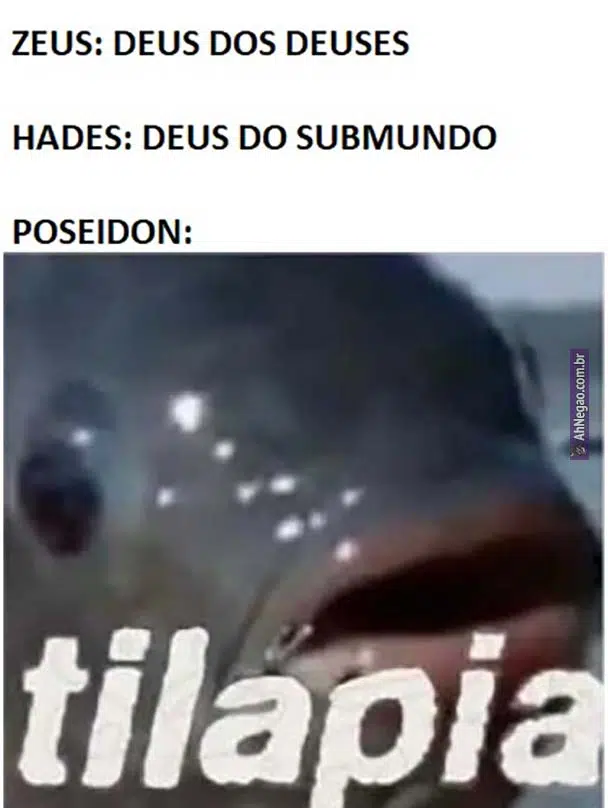 ZEUS: DEUS DOS DEUSES
HADES: DEUS DO SUBMUNDO
POSEIDON:
AhNegao.com.br
tilapia